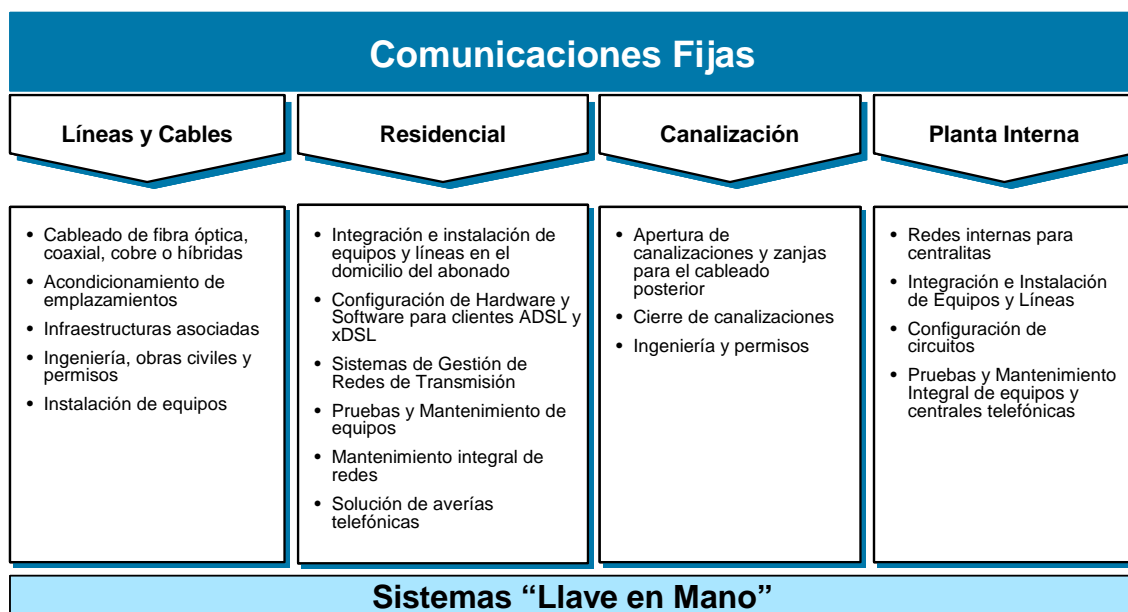 Comunicaciones Fijas
Líneas y Cables
Residencial
Canalización
Planta Interna
• Cableado de fibra óptica,
coaxial, cobre o híbridas
• Acondicionamiento de
emplazamientos
• Infraestructuras asociadas
• Ingeniería, obras civiles y
permisos
• Instalación de equipos
• Integración e instalación de
equipos y líneas en el
domicilio del abonado
• Configuración de Hardware y
Software para clientes ADSL y
xDSL
• Sistemas de Gestión de
Redes de Transmisión
• Pruebas y Mantenimiento de
equipos
• Mantenimiento integral de
redes
• Solución de averías
telefónicas
• Apertura de
canalizaciones y zanjas
para el cableado
posterior
• Cierre de canalizaciones
• Ingeniería y permisos
• Redes internas para
centralitas
• Integración e Instalación
de Equipos y Líneas
• Configuración de
circuitos
• Pruebas y Mantenimiento
Integral de equipos y
centrales telefónicas
Sistemas “Llave en Mano”